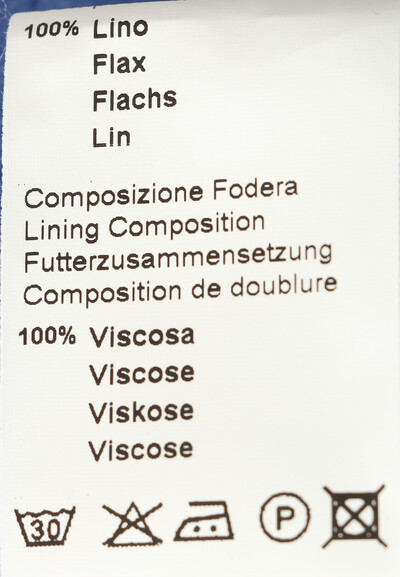 100% Lino
Flax
Flachs
Lin
Composizione Fodera
Lining Composition
Futterzusammensetzung
Composition de doublure
100% Viscosa
Viscose
Viskose
Viscose
30 P